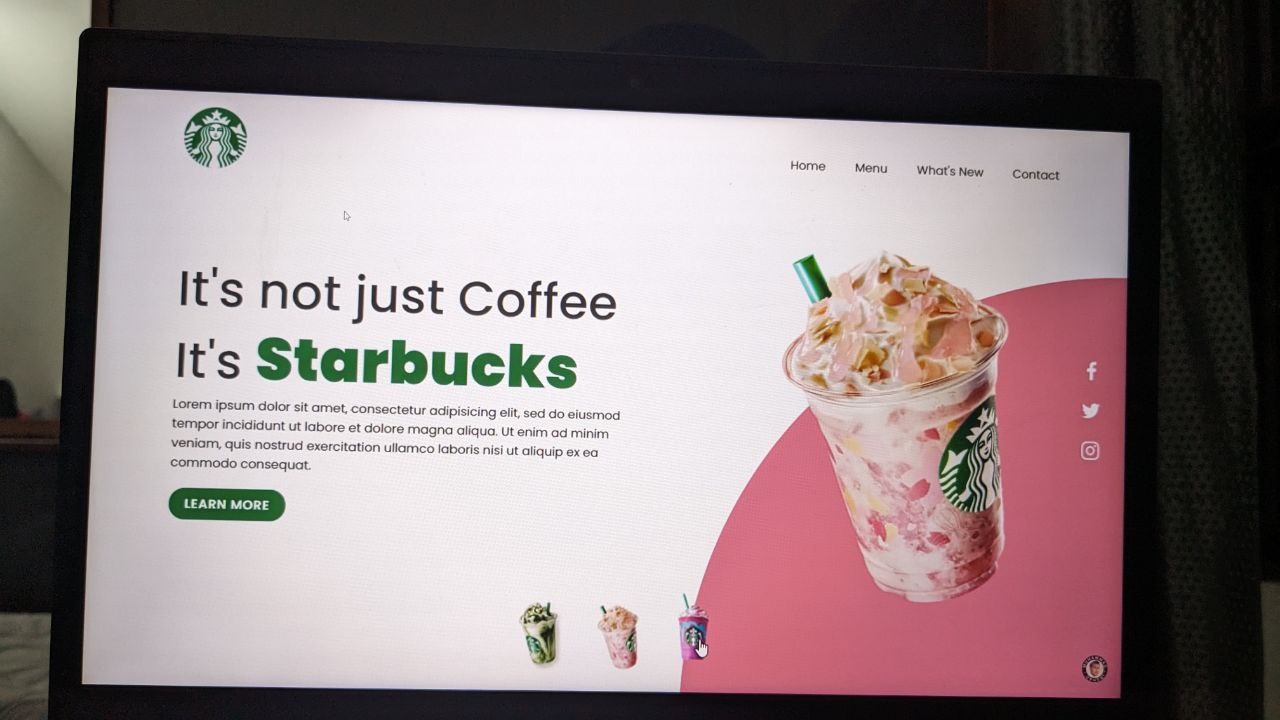 Home Menu What's New Contact
It's not just Coffee
It's Starbucks
Lorem ipsum dolor sit amet, consectetur adipisicing elit, sed do eiusmod
tempor incididunt ut labore et dolore magna aliqua. Ut enim ad minim
veniam, quis nostrud exercitation ullamco laboris nisi ut aliquip ex ea
commodo consequat.
LEARN MORE